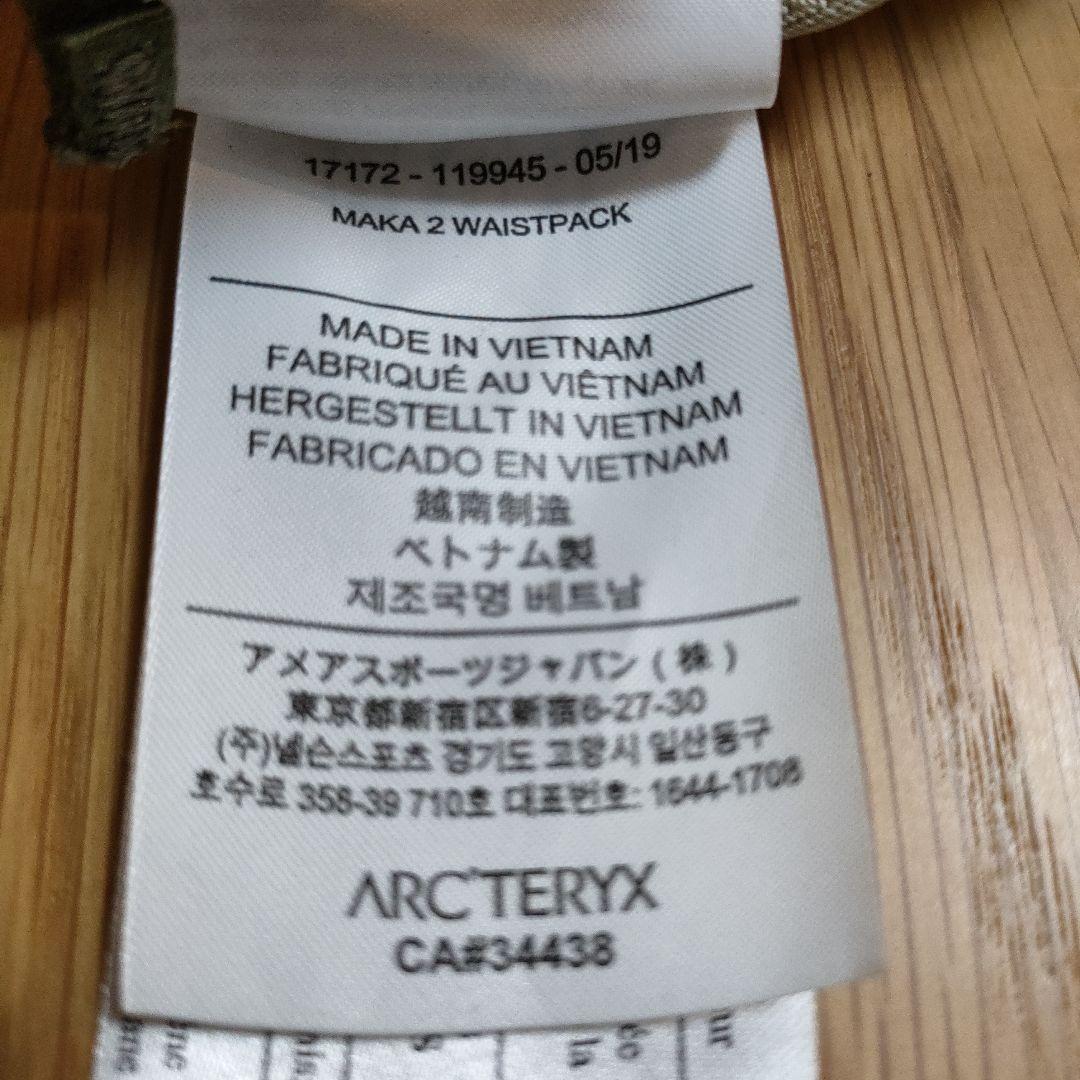 17172 - 119945 - 05/19
MAKA 2 WAISTPACK
MADE IN VIETNAM
FABRIQUÉ AU VIÊTNAM
HERGESTELLT IN VIETNAM
FABRICADO EN VIETNAM
越南制造
ベトナム製
제조국명 베트남
アメアスポーツジャパン (株)
東京都新宿区新宿6-27-30
(주)넬슨스포츠 경기도 고양시 일산동구
호수로 358-39 710호 대표번호: 1644-1708
ARC'TERYX
CA#34438
de
la